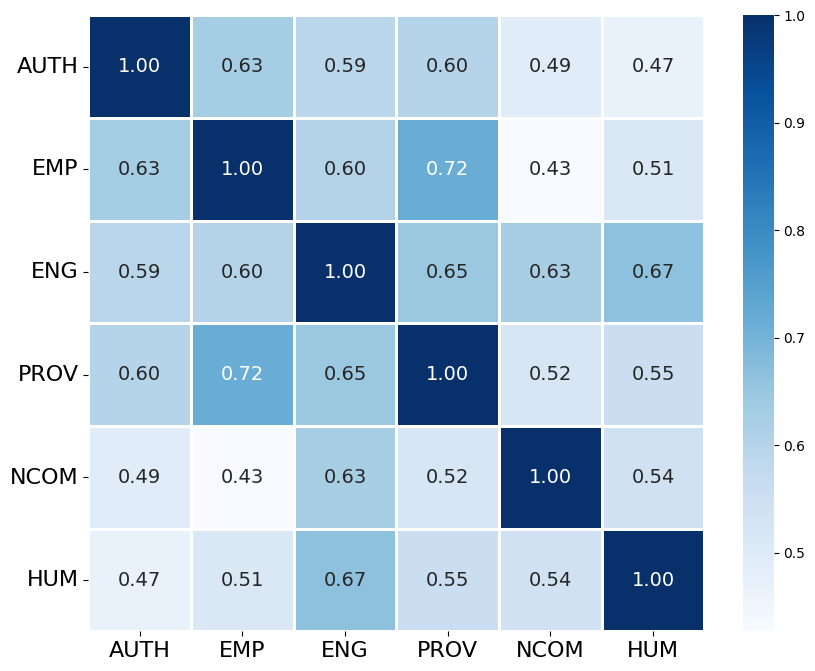 1.0
AUTH 1.00 0.63 0.59 0.60 0.49 0.47
0.9
EMP 0.63 1.00 0.60 0.72 0.43 0.51
0.8
ENG 0.59 0.60 1.00 0.65 0.63 0.67
0.7
PROV 0.60 0.72 0.65 1.00 0.52 0.55
0.6
NCOM 0.49 0.43 0.63 0.52 1.00 0.54
0.5
HUM 0.47 0.51 0.67 0.55 0.54 1.00
AUTH EMP ENG PROV NCOM HUM